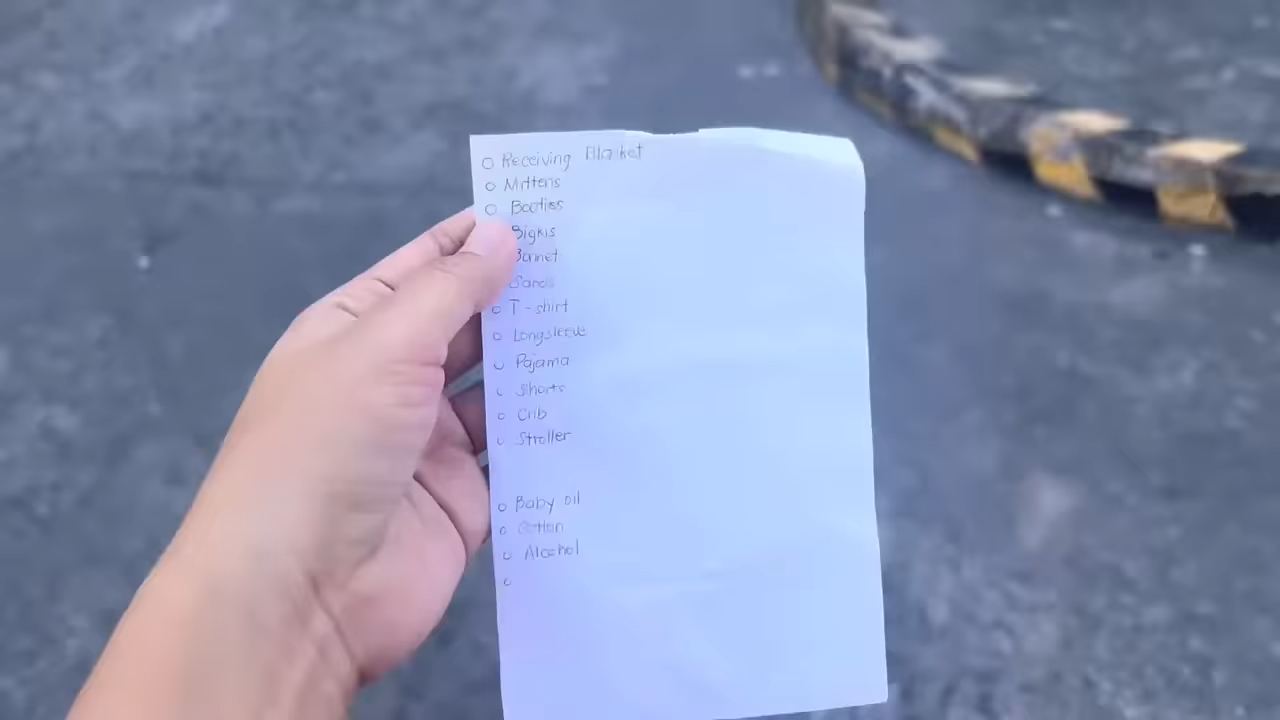 Receiving Blanket
Mittens
Booties
Bigkis
Bonnet
T-shirt
Longsleeve
Pajama
Shorts
Crib
Stroller
Baby oil
Cotton
Alcohol